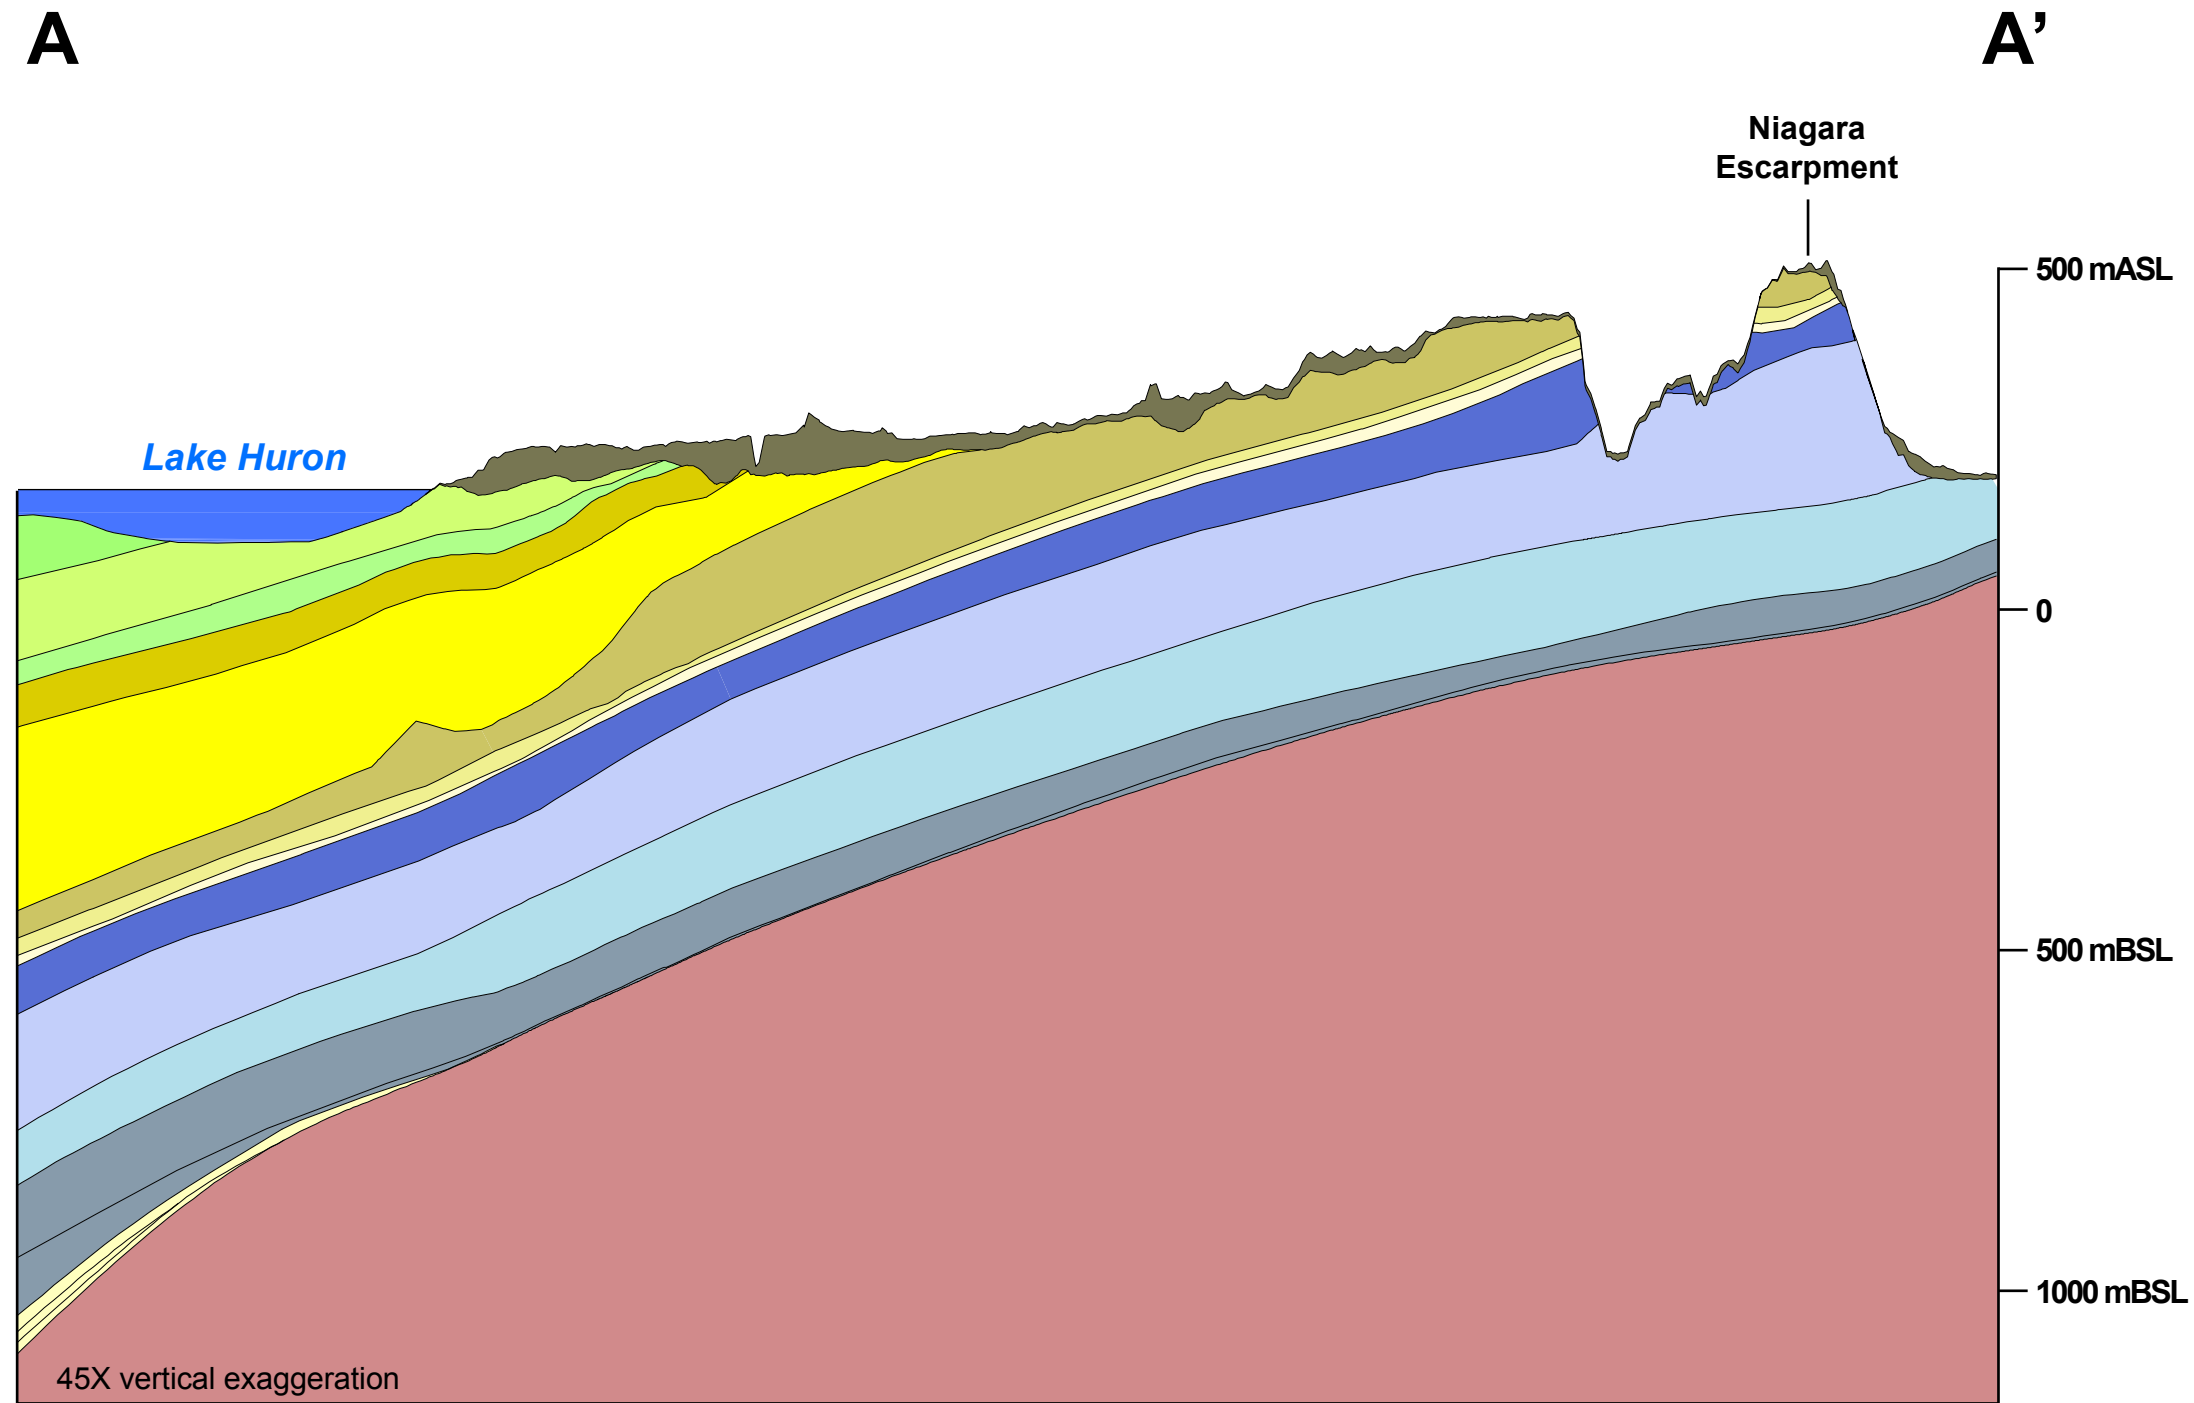 A
A’
Niagara
Escarpment
500 mASL
Lake Huron
0
500 mBSL
1000 mBSL
45X vertical exaggeration